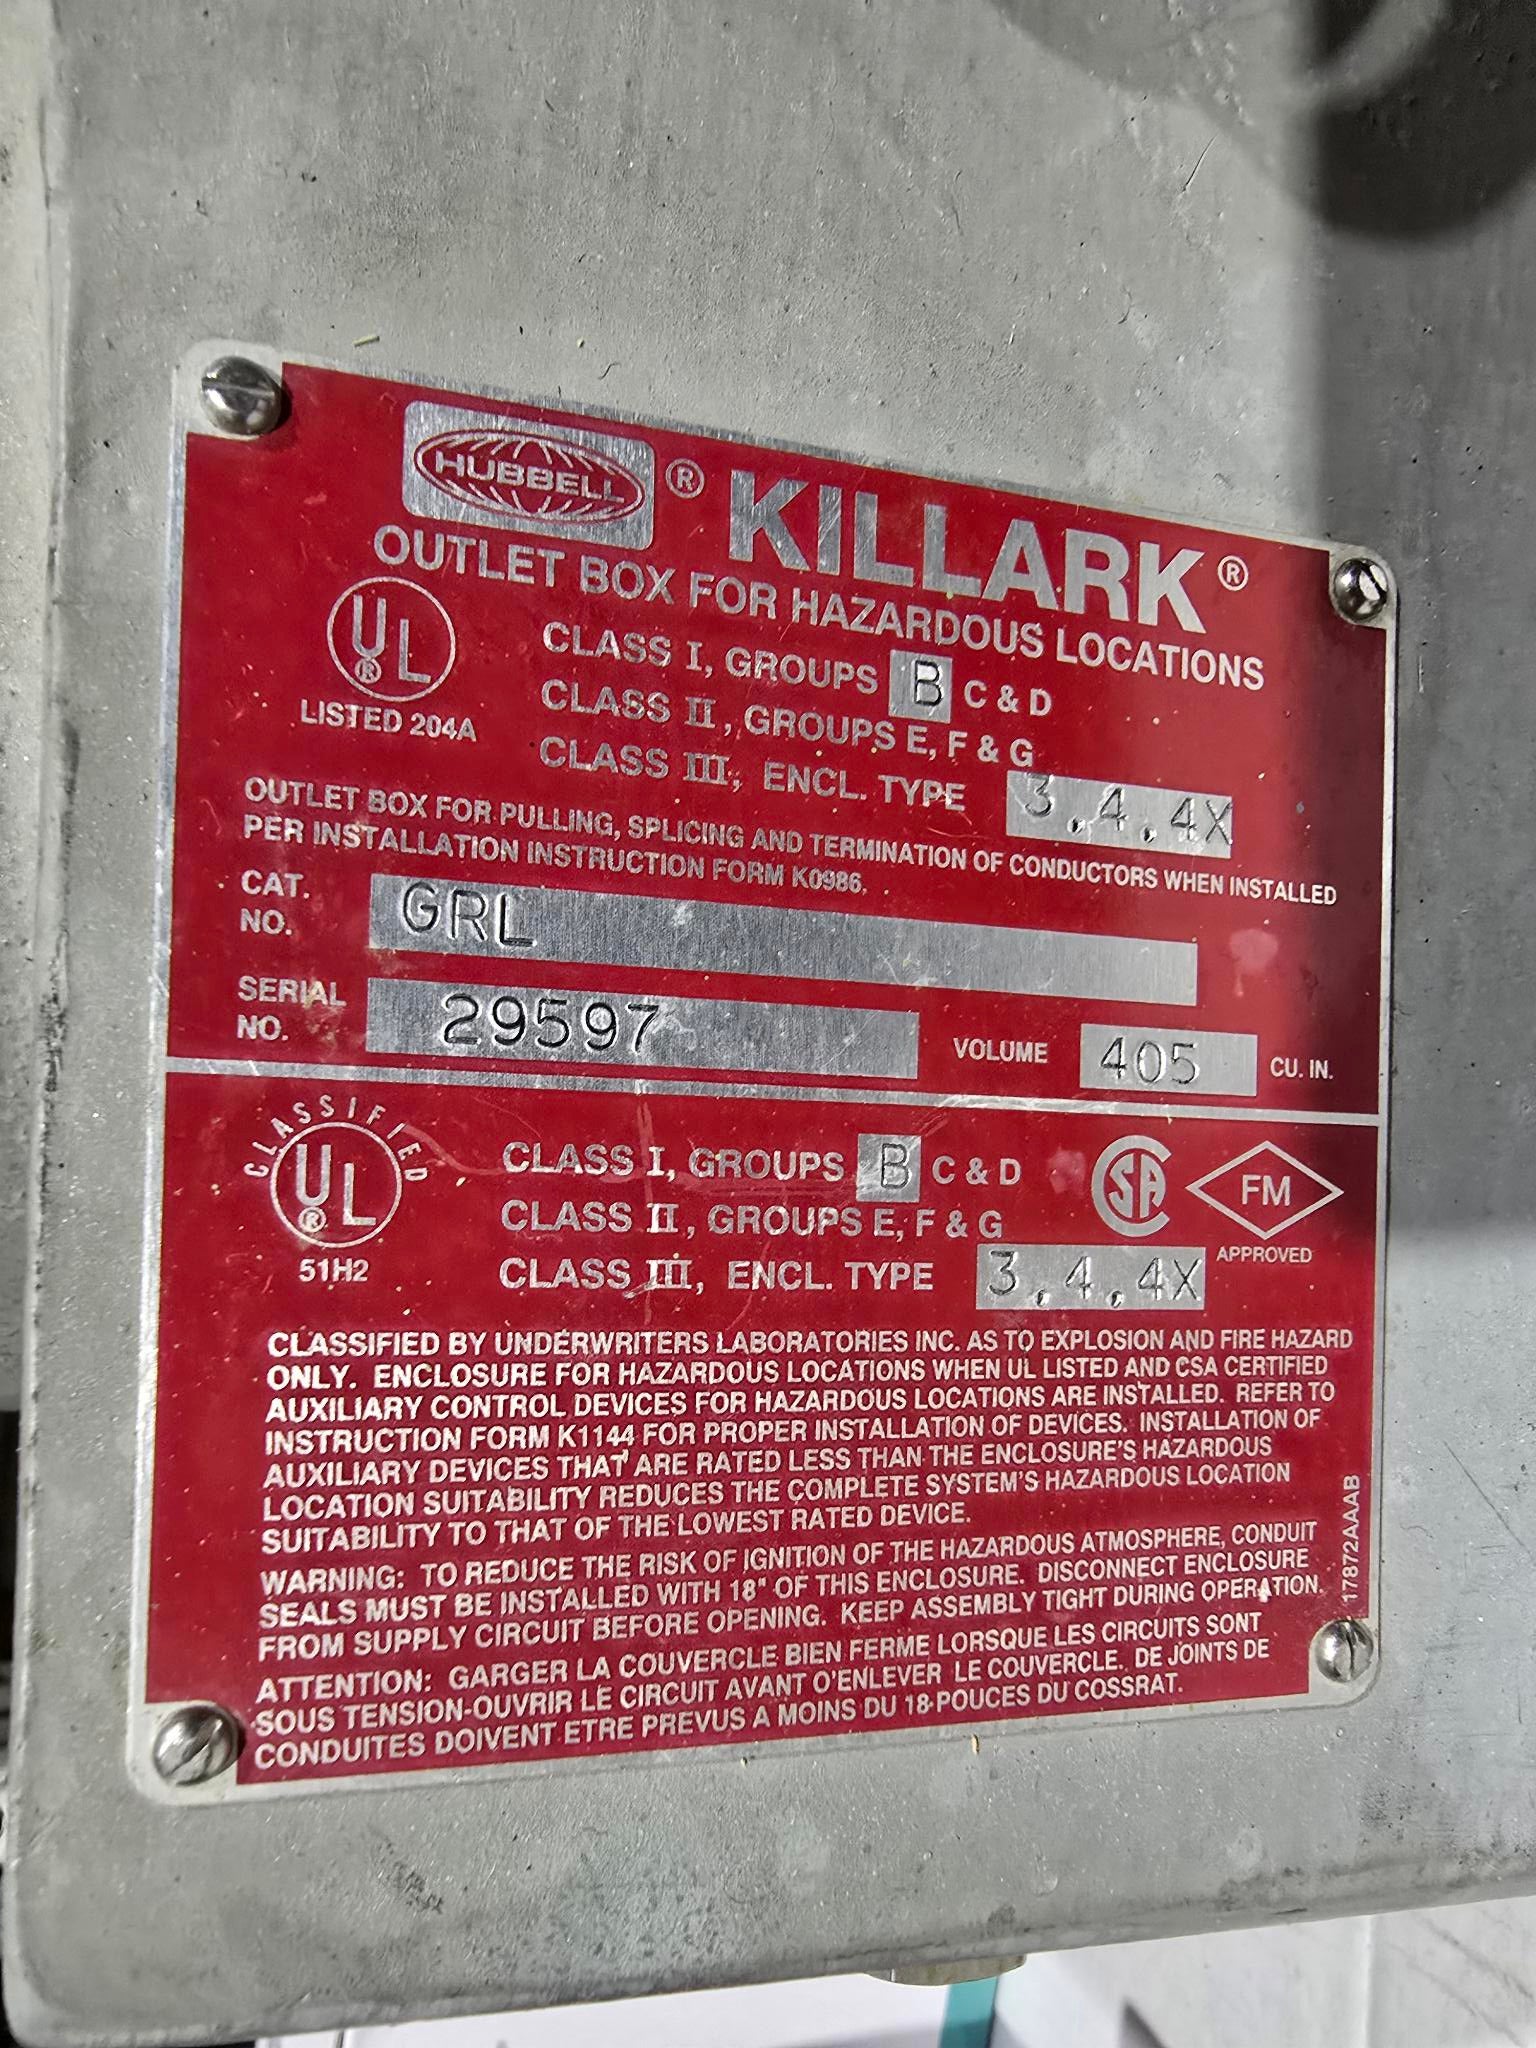 HUBBELL ® KILLARK ®
OUTLET BOX FOR HAZARDOUS LOCATIONS
UL ®
LISTED 204A
CLASS I, GROUPS B C & D
CLASS II, GROUPS E, F & G
CLASS III, ENCL. TYPE 3,4,4X
OUTLET BOX FOR PULLING, SPLICING AND TERMINATION OF CONDUCTORS WHEN INSTALLED
PER INSTALLATION INSTRUCTION FORM K0986.
CAT. NO. GRL
SERIAL NO. 29597
VOLUME 405 CU. IN.
CLASSIFIED
UL ®
51H2
CLASS I, GROUPS B C & D
CLASS II, GROUPS E, F & G
CLASS III, ENCL. TYPE 3,4,4X
CSA
FM
APPROVED
CLASSIFIED BY UNDERWRITERS LABORATORIES INC. AS TO EXPLOSION AND FIRE HAZARD
ONLY. ENCLOSURE FOR HAZARDOUS LOCATIONS WHEN UL LISTED AND CSA CERTIFIED
AUXILIARY CONTROL DEVICES FOR HAZARDOUS LOCATIONS ARE INSTALLED. REFER TO
INSTRUCTION FORM K1144 FOR PROPER INSTALLATION OF DEVICES. INSTALLATION OF
AUXILIARY DEVICES THAT ARE RATED LESS THAN THE ENCLOSURE'S HAZARDOUS
LOCATION SUITABILITY REDUCES THE COMPLETE SYSTEM'S HAZARDOUS LOCATION
SUITABILITY TO THAT OF THE LOWEST RATED DEVICE.
WARNING: TO REDUCE THE RISK OF IGNITION OF THE HAZARDOUS ATMOSPHERE, CONDUIT
SEALS MUST BE INSTALLED WITH 18" OF THIS ENCLOSURE. DISCONNECT ENCLOSURE
FROM SUPPLY CIRCUIT BEFORE OPENING. KEEP ASSEMBLY TIGHT DURING OPERATION.
ATTENTION: GARGER LA COUVERCLE BIEN FERME LORSQUE LES CIRCUITS SONT
SOUS TENSION-OUVRIR LE CIRCUIT AVANT O'ENLEVER LE COUVERCLE. DE JOINTS DE
CONDUITES DOIVENT ETRE PREVUS A MOINS DU 18-POUCES DU COSSRAT.
17872AAAB